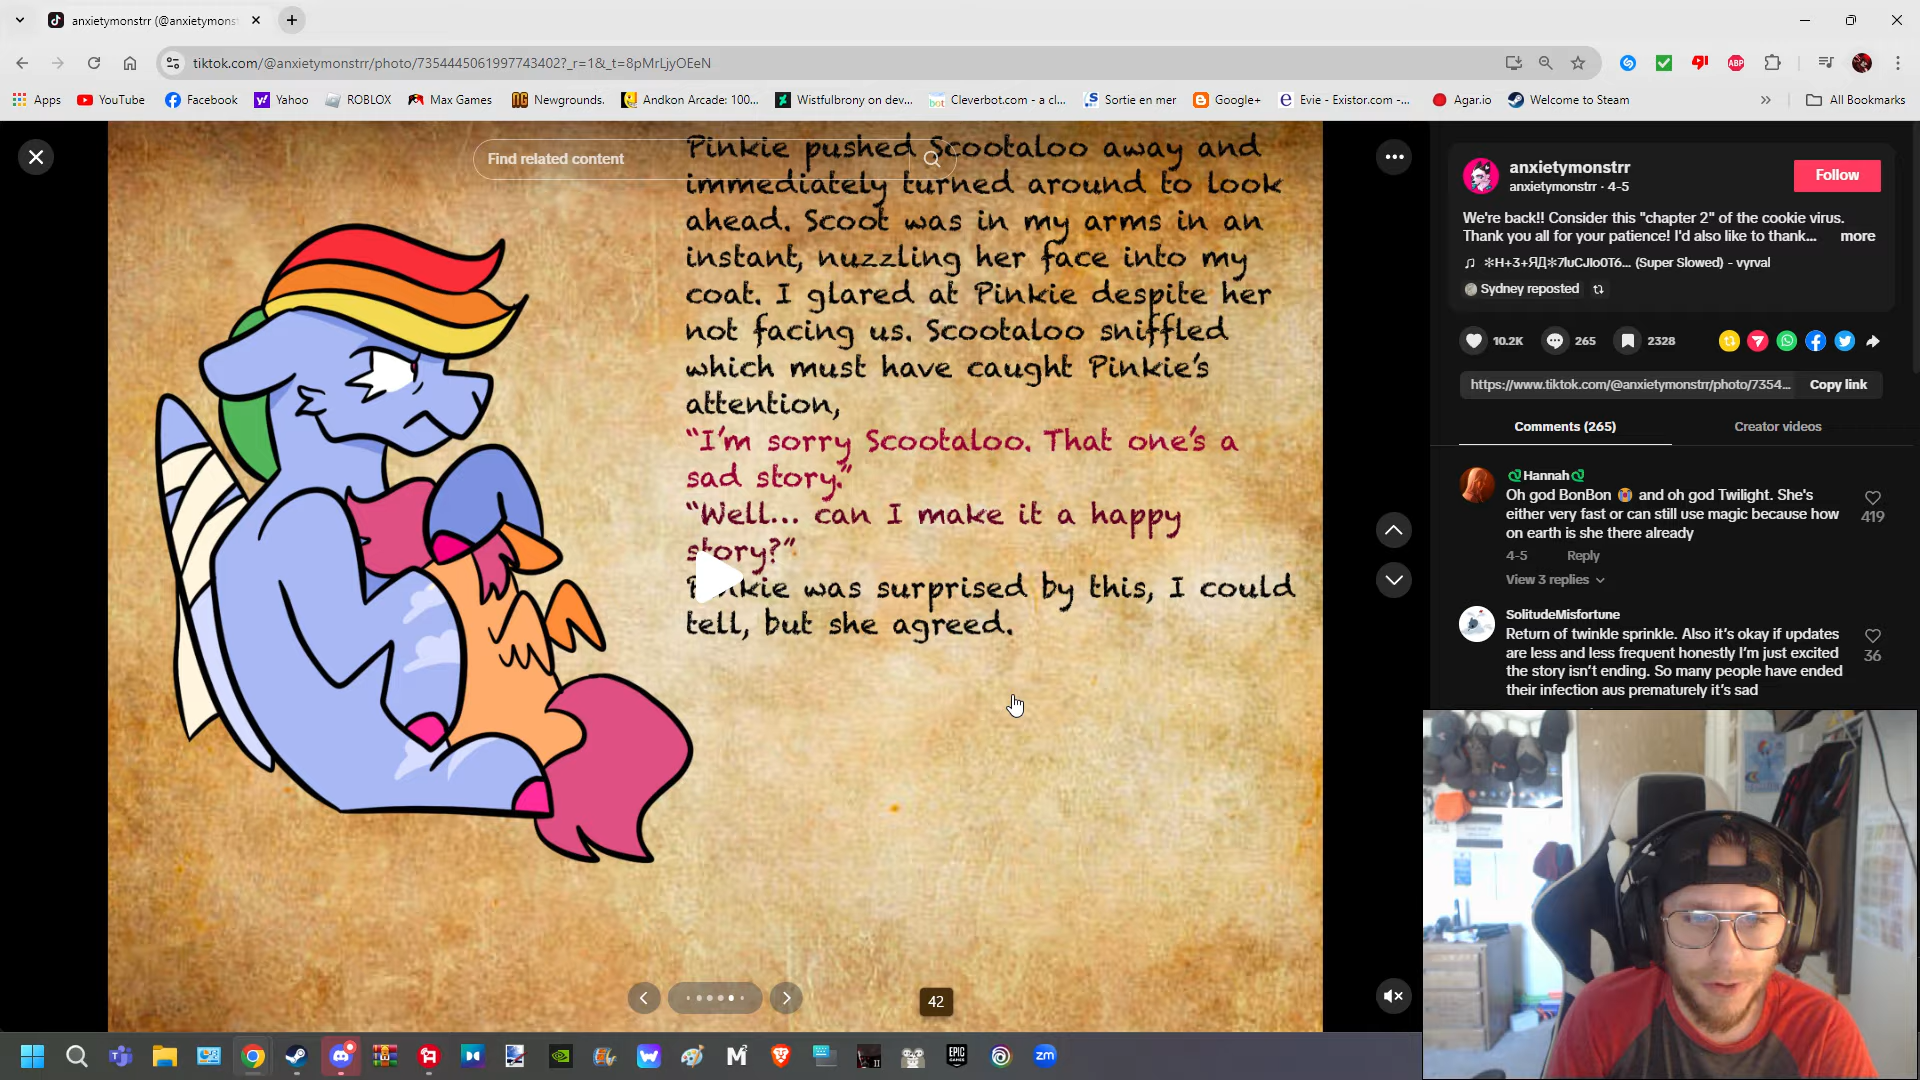 anxietymonstrr (@anxietymons
tiktok.com/@anxietymonstrr/photo/7354445061997743402?_r=1&_t=8pMrLjyOEeN
Apps
YouTube
Facebook
Yahoo
ROBLOX
Max Games
Newgrounds.
Andkon Arcade: 100...
Wistfulbrony on dev...
Cleverbot.com - a cl...
Sortie en mer
Google+
Evie - Existor.com -...
Agar.io
Welcome to Steam
All Bookmarks
Find related content
Pinkie pushed Scootaloo away and
immediately turned around to look
ahead. Scoot was in my arms in an
instant, nuzzling her face into my
coat. I glared at Pinkie despite her
not facing us. Scootaloo sniffled
which must have caught Pinkie's
attention,
"I'm sorry Scootaloo. That one's a
sad story."
"Well... can I make it a happy
story?"
Pinkie was surprised by this, I could
tell, but she agreed.
42
anxietymonstrr
anxietymonstrr · 4-5
Follow
We're back!! Consider this "chapter 2" of the cookie virus.
Thank you all for your patience! I'd also like to thank... more
(Super Slowed) - vyrval
Sydney reposted
10.2K
265
2328
https://www.tiktok.com/@anxietymonstrr/photo/7354...
Copy link
Comments (265)
Creator videos
Hannah
Oh god BonBon 😭 and oh god Twilight. She's
either very fast or can still use magic because how
on earth is she there already
419
4-5 Reply
View 3 replies
SolitudeMisfortune
Return of twinkle sprinkle. Also it's okay if updates
are less and less frequent honestly I'm just excited
the story isn't ending. So many people have ended
their infection aus prematurely it's sad
36
ABP
EPIC
GAMES
zm